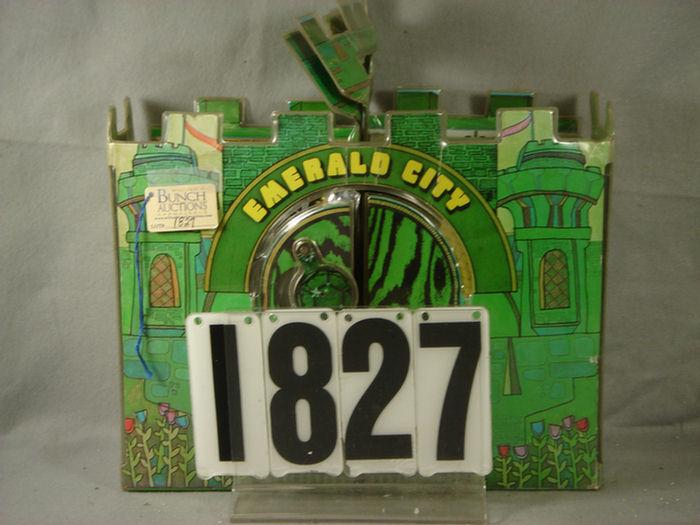 EMERALD CITY
BUNCH
AUCTIONS
1827
1827